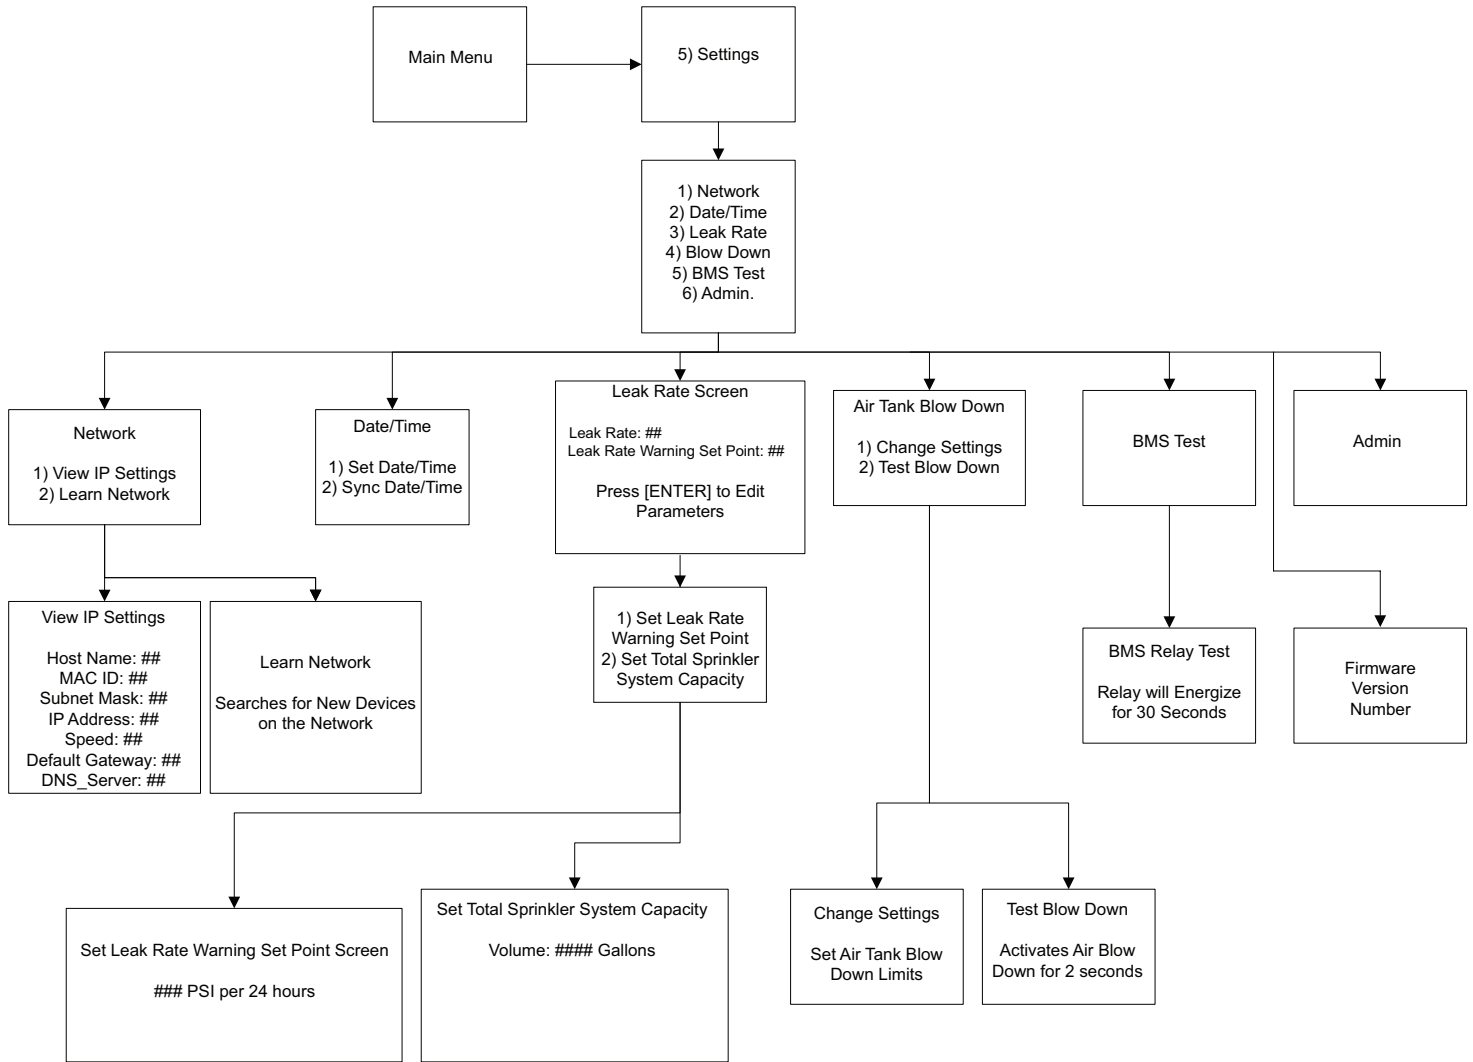 Main Menu
5) Settings
1) Network
2) Date/Time
3) Leak Rate
4) Blow Down
5) BMS Test
6) Admin.
Network
1) View IP Settings
2) Learn Network
Date/Time
1) Set Date/Time
2) Sync Date/Time
Leak Rate Screen
Leak Rate: ##
Leak Rate Warning Set Point: ##
Press [ENTER] to Edit
Parameters
Air Tank Blow Down
1) Change Settings
2) Test Blow Down
BMS Test
Admin
View IP Settings
Host Name: ##
MAC ID: ##
Subnet Mask: ##
IP Address: ##
Speed: ##
Default Gateway: ##
DNS_Server: ##
Learn Network
Searches for New Devices
on the Network
1) Set Leak Rate
Warning Set Point
2) Set Total Sprinkler
System Capacity
BMS Relay Test
Relay will Energize
for 30 Seconds
Firmware
Version
Number
Set Leak Rate Warning Set Point Screen
### PSI per 24 hours
Set Total Sprinkler System Capacity
Volume: #### Gallons
Change Settings
Set Air Tank Blow
Down Limits
Test Blow Down
Activates Air Blow
Down for 2 seconds